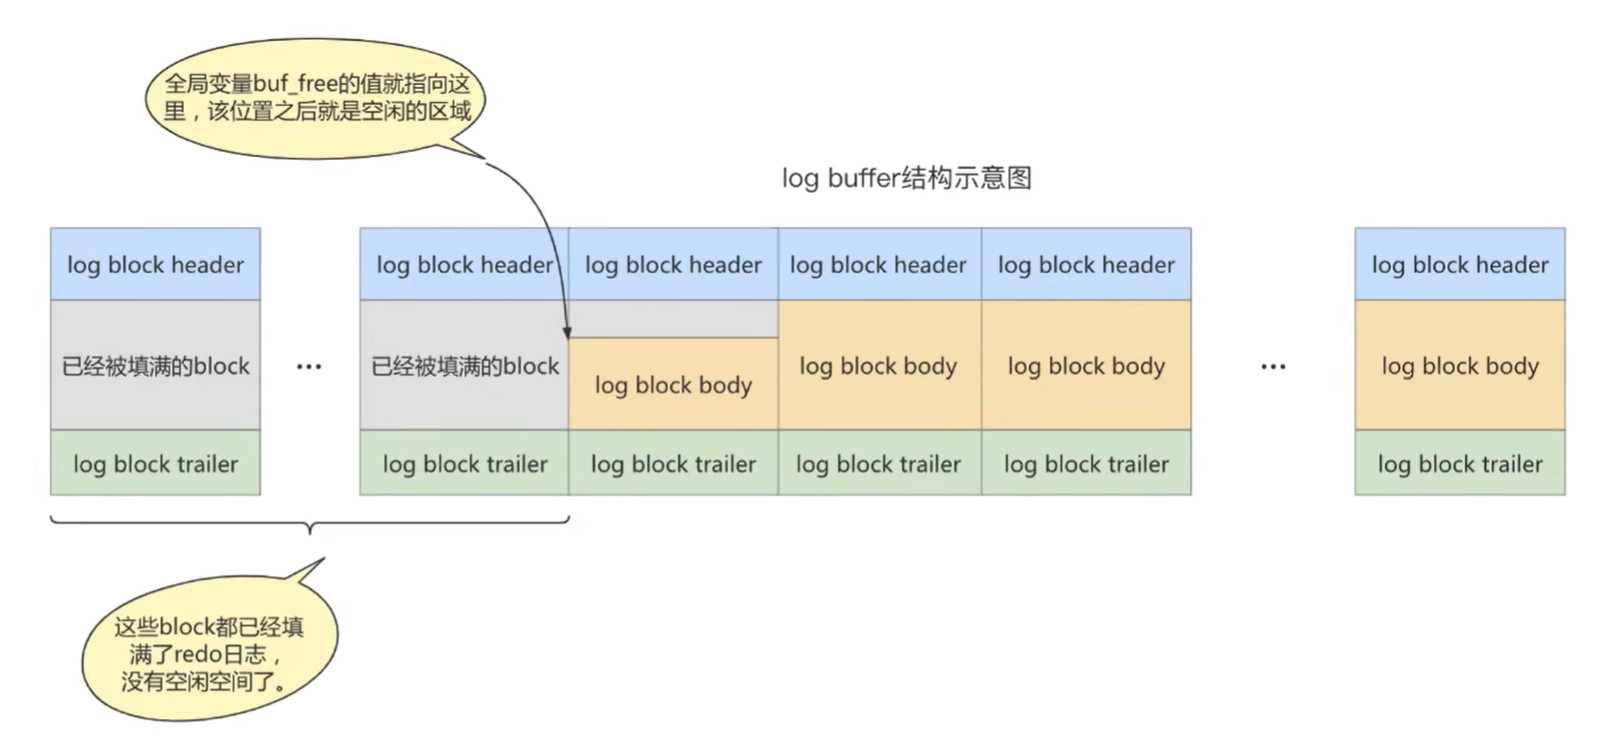 全局变量buf_free的值就指向这
里，该位置之后就是空闲的区域
log buffer结构示意图
log block header
log block header
log block header
log block header
log block header
log block header
已经被填满的block
...
已经被填满的block
log block body
log block body
log block body
...
log block body
log block trailer
log block trailer
log block trailer
log block trailer
log block trailer
log block trailer
这些block都已经填
满了redo日志，
没有空闲空间了。